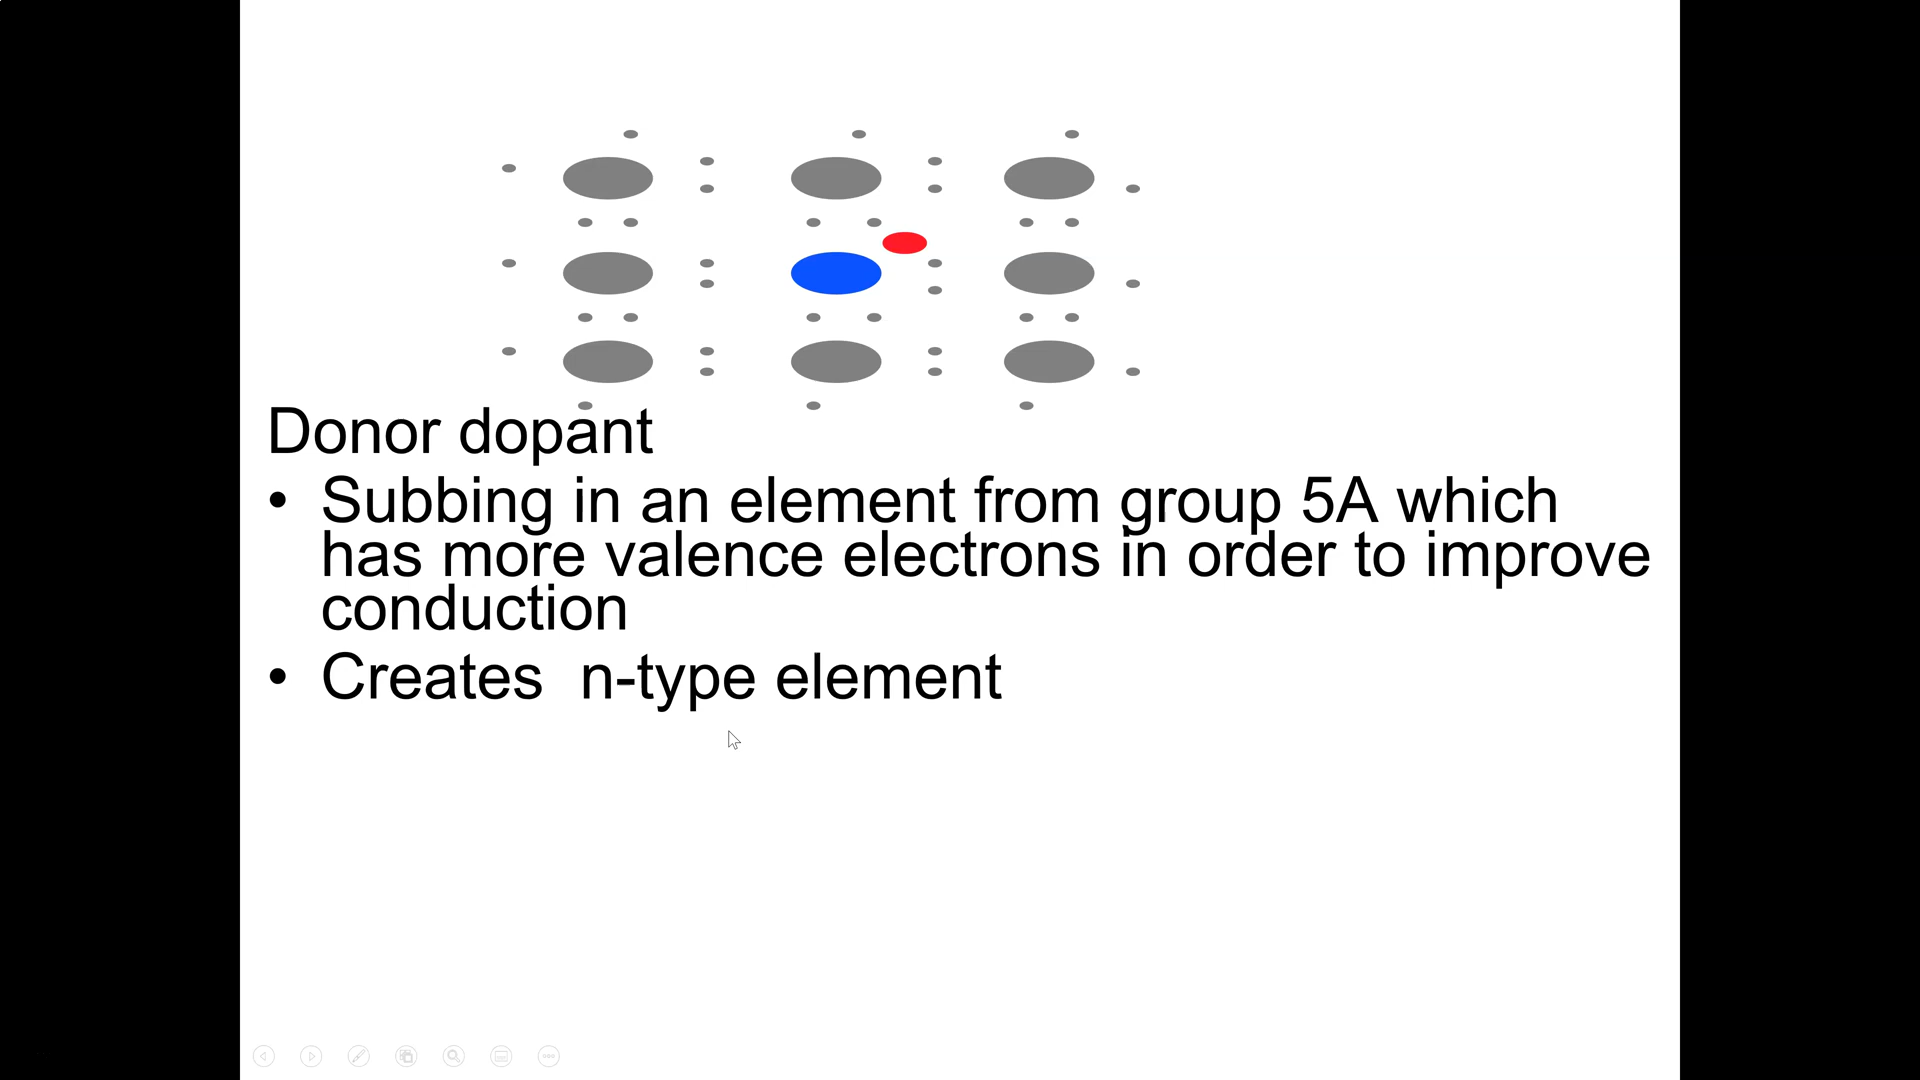 Donor dopant
• Subbing in an element from group 5A which
has more valence electrons in order to improve
conduction
• Creates  n-type element